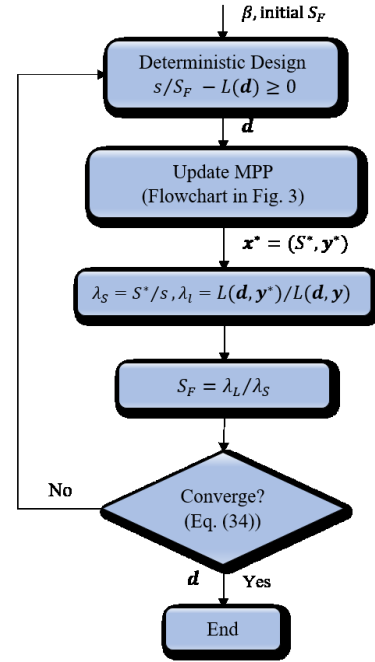 β, initial S_F
Deterministic Design
s/S_F − L(d) ≥ 0
d
Update MPP
(Flowchart in Fig. 3)
x* = (S*, y*)
λ_S = S*/s, λ_l = L(d, y*)/L(d, y)
S_F = λ_L/λ_S
Converge?
(Eq. (34))
No
d
Yes
End